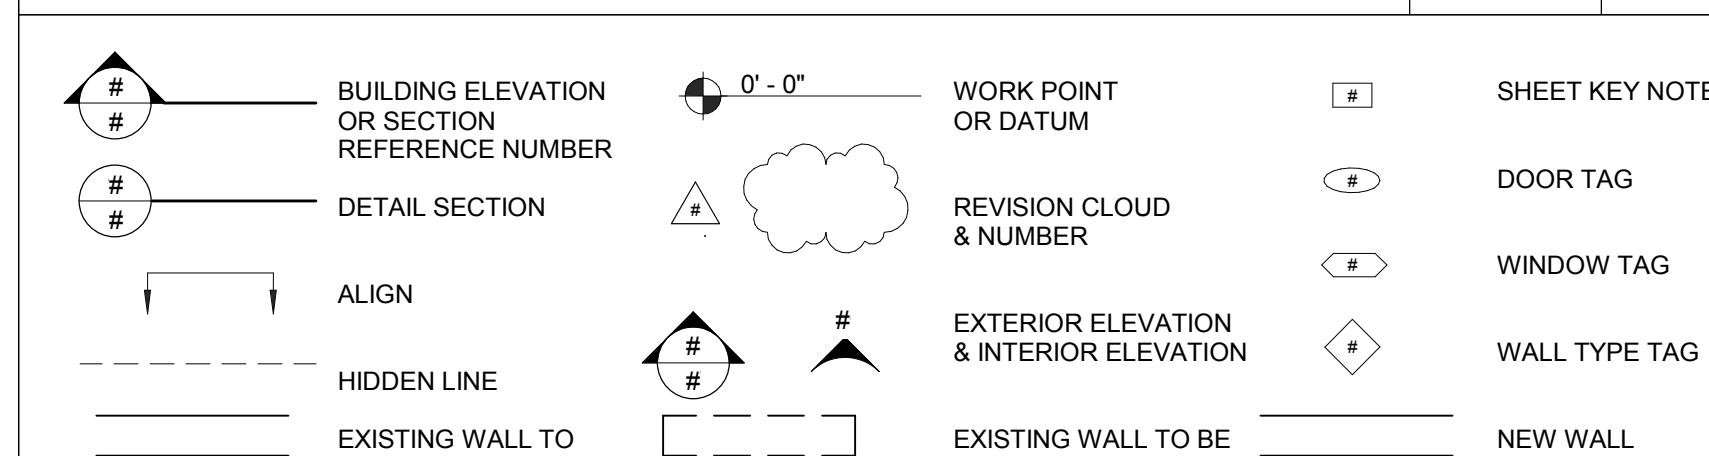 #
#
BUILDING ELEVATION
OR SECTION
REFERENCE NUMBER
#
#
DETAIL SECTION
ALIGN
HIDDEN LINE
EXISTING WALL TO
0' - 0"
WORK POINT
OR DATUM
#
REVISION CLOUD
& NUMBER
#
#
#
EXTERIOR ELEVATION
& INTERIOR ELEVATION
EXISTING WALL TO BE
#
SHEET KEY NOTE
#
DOOR TAG
#
WINDOW TAG
#
WALL TYPE TAG
NEW WALL